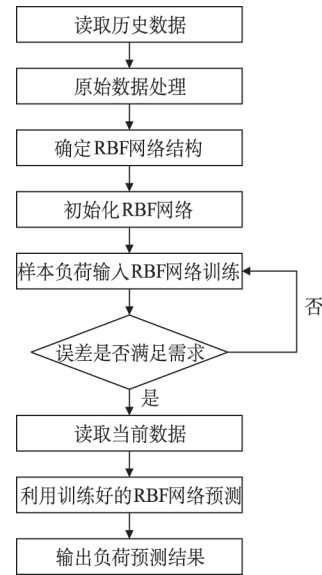 读取历史数据
原始数据处理
确定RBF网络结构
初始化RBF网络
样本负荷输入RBF网络训练
否
误差是否满足需求
是
读取当前数据
利用训练好的RBF网络预测
输出负荷预测结果